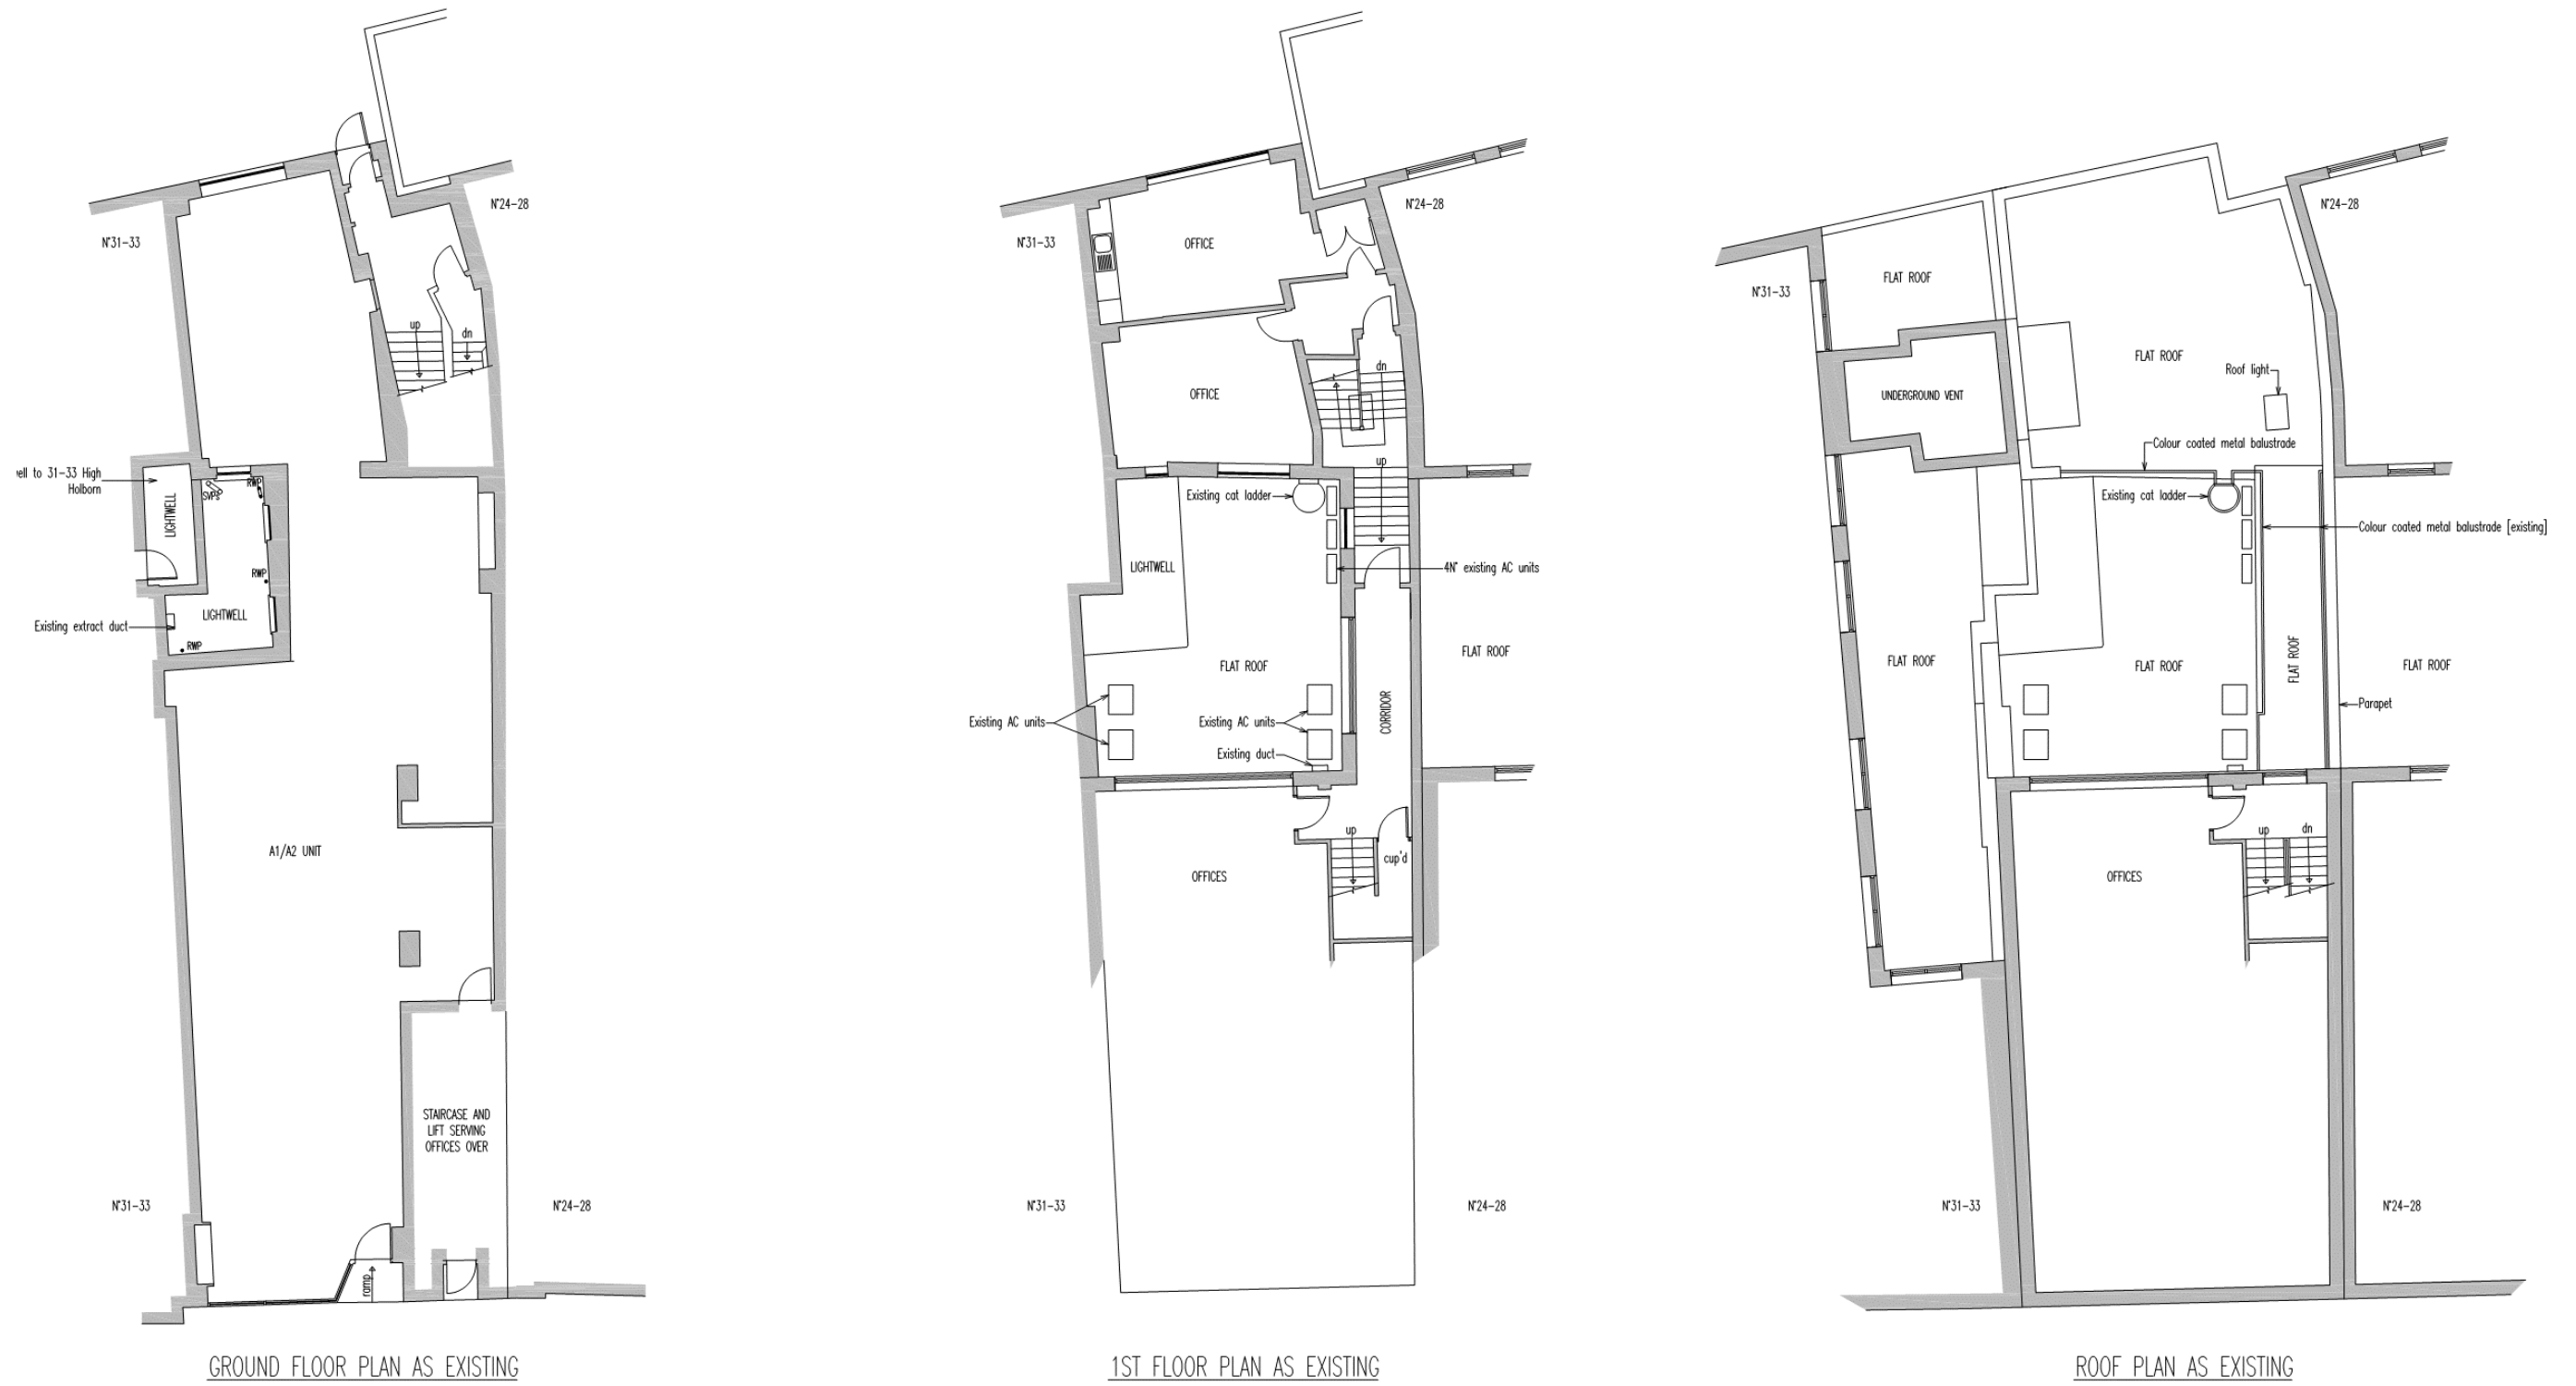 N°24-28
N°31-33
up
dn
ell to 31-33 High
Holborn
LIGHTWELL
SVPs
RWP
RWP
LIGHTWELL
Existing extract duct
RWP
A1/A2 UNIT
STAIRCASE AND
LIFT SERVING
OFFICES OVER
N°31-33
N°24-28
ramp
GROUND FLOOR PLAN AS EXISTING
N°24-28
N°31-33
OFFICE
OFFICE
dn
up
Existing cat ladder
LIGHTWELL
4N° existing AC units
FLAT ROOF
FLAT ROOF
CORRIDOR
Existing AC units
Existing AC units
Existing duct
up
cup'd
OFFICES
N°31-33
N°24-28
1ST FLOOR PLAN AS EXISTING
N°24-28
N°31-33
FLAT ROOF
FLAT ROOF
Roof light
UNDERGROUND VENT
Colour coated metal balustrade
Existing cat ladder
Colour coated metal balustrade [existing]
FLAT ROOF
FLAT ROOF
FLAT ROOF
FLAT ROOF
Parapet
up
dn
OFFICES
N°31-33
N°24-28
ROOF PLAN AS EXISTING